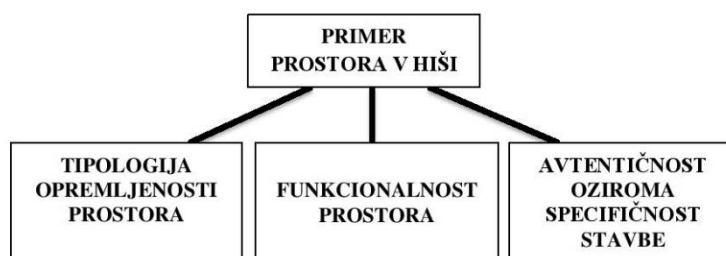 PRIMER
PROSTORA V HIŠI
TIPOLOGIJA
OPREMLJENOSTI
PROSTORA
FUNKCIONALNOST
PROSTORA
AVTENTIČNOST
OZIROMA
SPECIFIČNOST
STAVBE